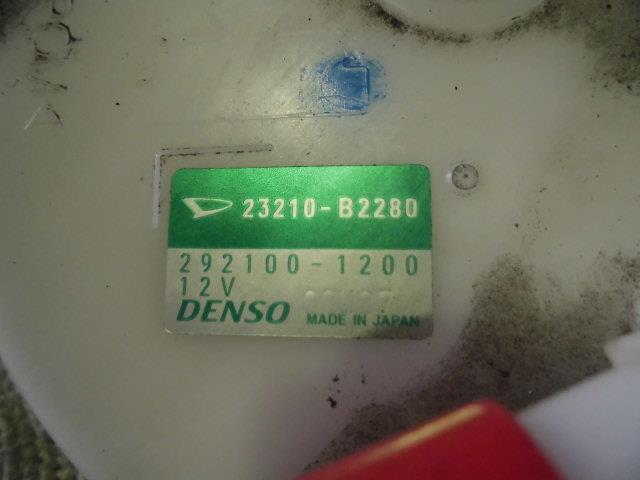 23210-B2280
292100-1200
12V
DENSO MADE IN JAPAN